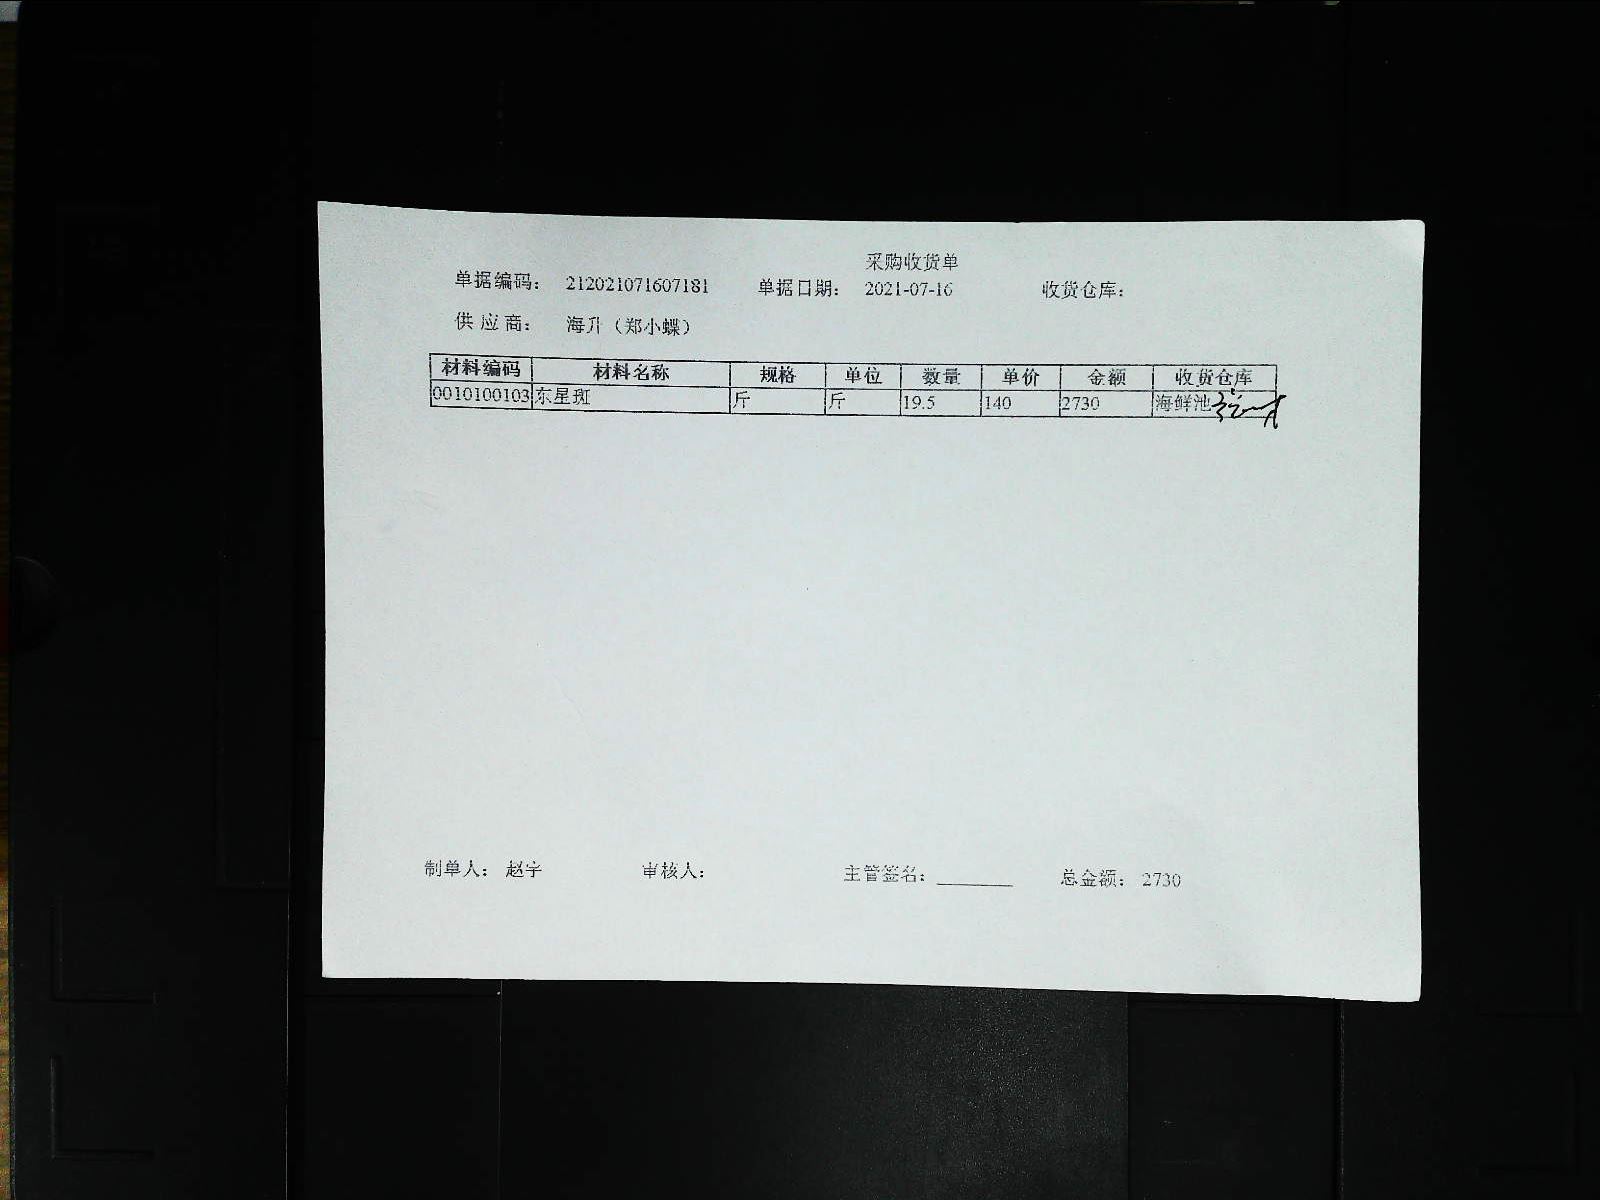 采购收货单
单据编码： 212021071607181 单据日期： 2021-07-16 收货仓库：
供应商： 海升（郑小蝶）
材料编码 材料名称 规格 单位 数量 单价 金额 收货仓库
0010100103 东星斑 斤 斤 19.5 140 2730 海鲜池
制单人： 赵宇 审核人： 主管签名：________ 总金额： 2730